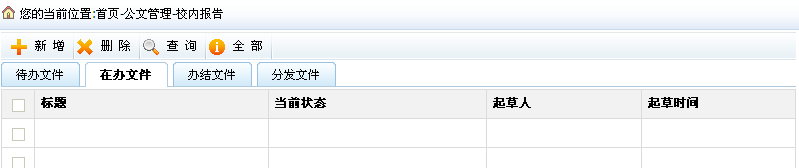 您的当前位置:首页-公文管理-校内报告
新 增 删 除 查 询 全 部
待办文件 在办文件 办结文件 分发文件
标题 当前状态 起草人 起草时间